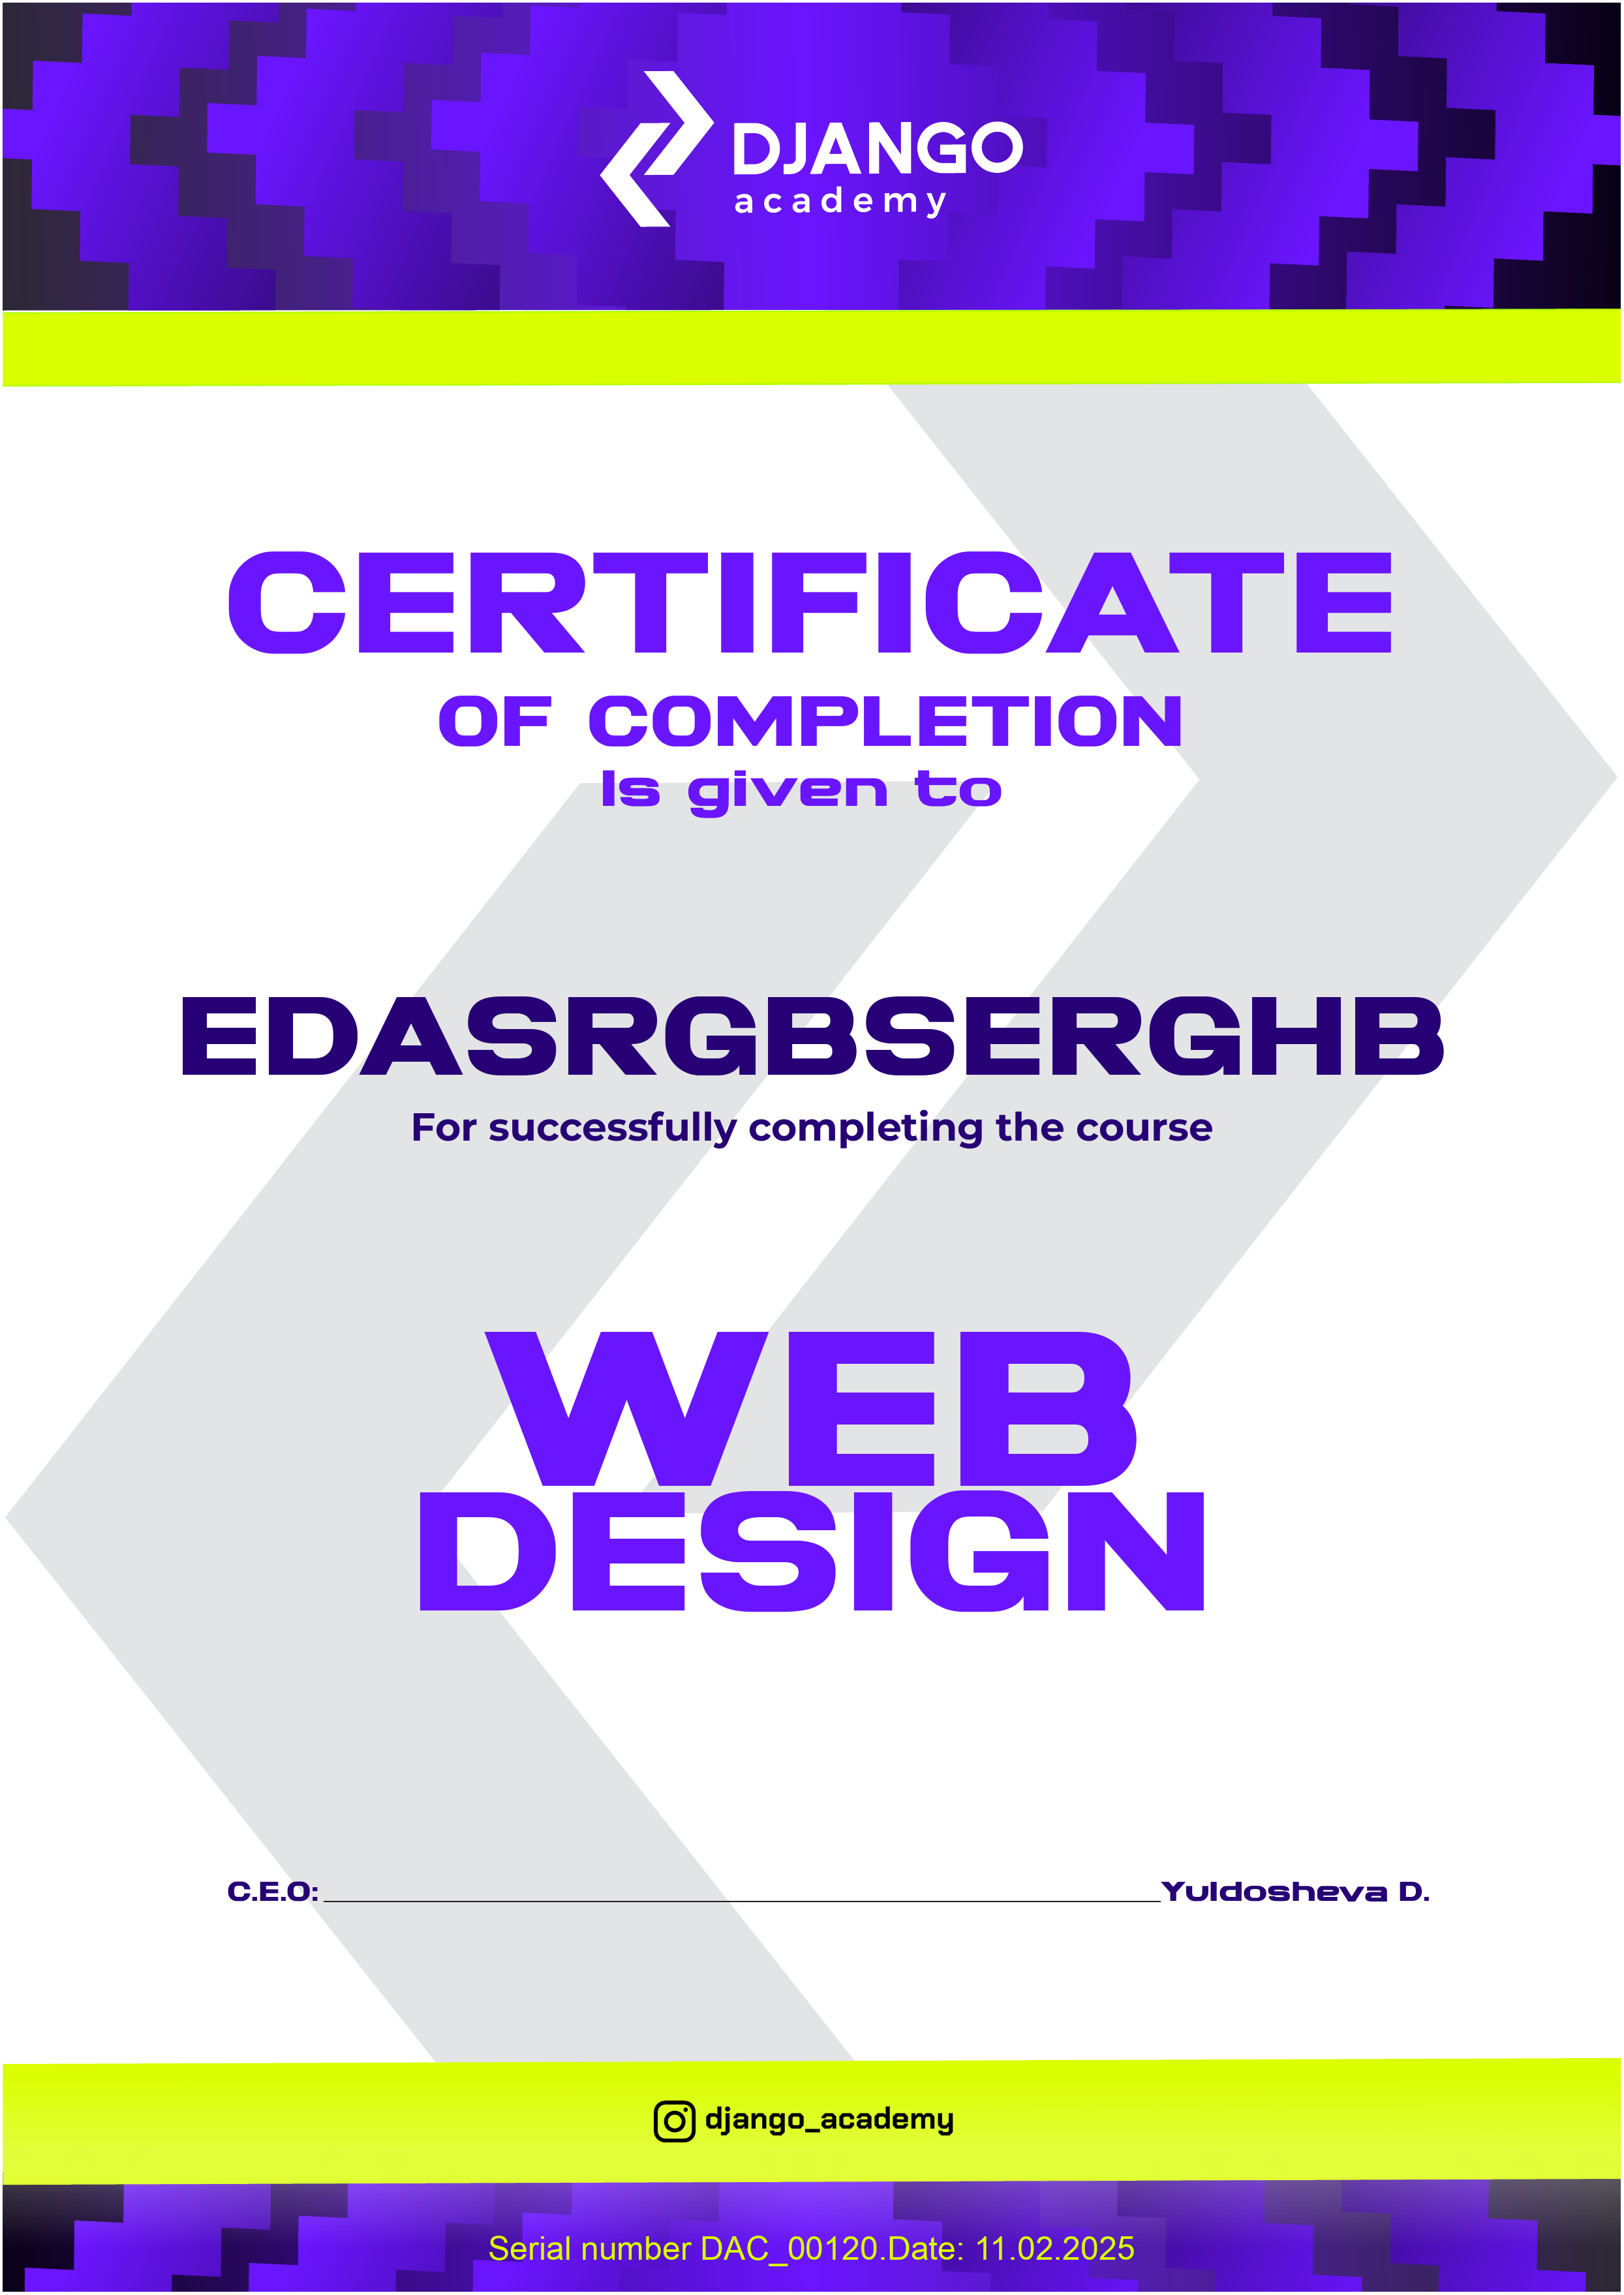 DJANGO
academy
CERTIFICATE
OF COMPLETION
Is given to
EDASRGBSERGHB
For successfully completing the course
WEB
DESIGN
C.E.O: Yuldosheva D.
django_academy
Serial number DAC_00120.Date: 11.02.2025